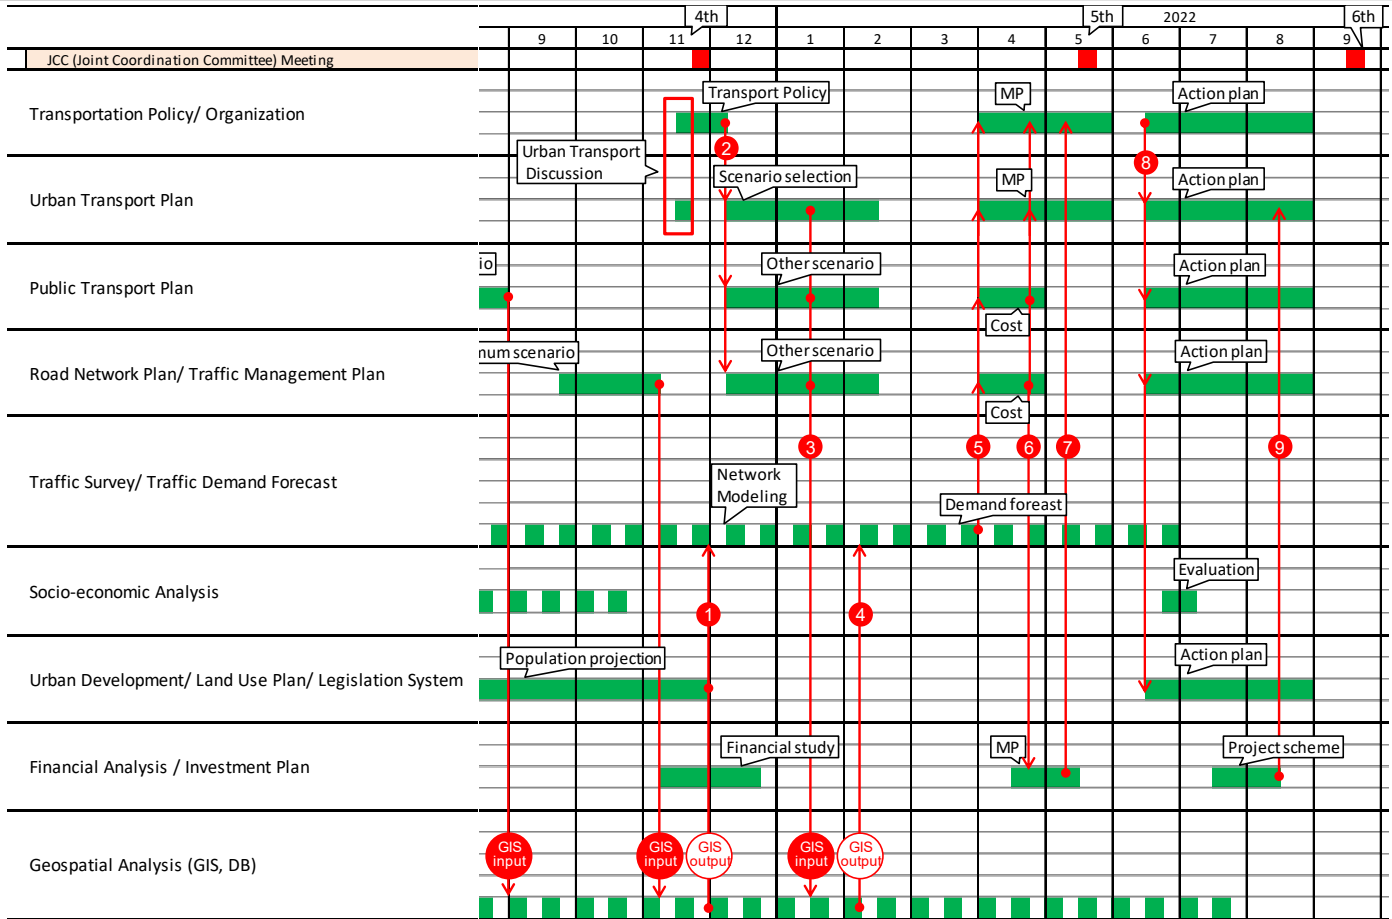 4th
5th
2022
6th
9 10 11 12 1 2 3 4 5 6 7 8 9
JCC (Joint Coordination Committee) Meeting
Transport Policy
MP
Action plan
Transportation Policy/ Organization
2
Urban Transport
Discussion
8
Scenario selection
MP
Action plan
Urban Transport Plan
io
Other scenario
Action plan
Public Transport Plan
Cost
mum scenario
Other scenario
Action plan
Road Network Plan/ Traffic Management Plan
Cost
3
5
6
7
9
Network
Modeling
Traffic Survey/ Traffic Demand Forecast
Demand foreast
Evaluation
Socio-economic Analysis
1
4
Population projection
Action plan
Urban Development/ Land Use Plan/ Legislation System
Financial study
MP
Project scheme
Financial Analysis / Investment Plan
GIS
input
GIS
input
GIS
output
GIS
input
GIS
output
Geospatial Analysis (GIS, DB)